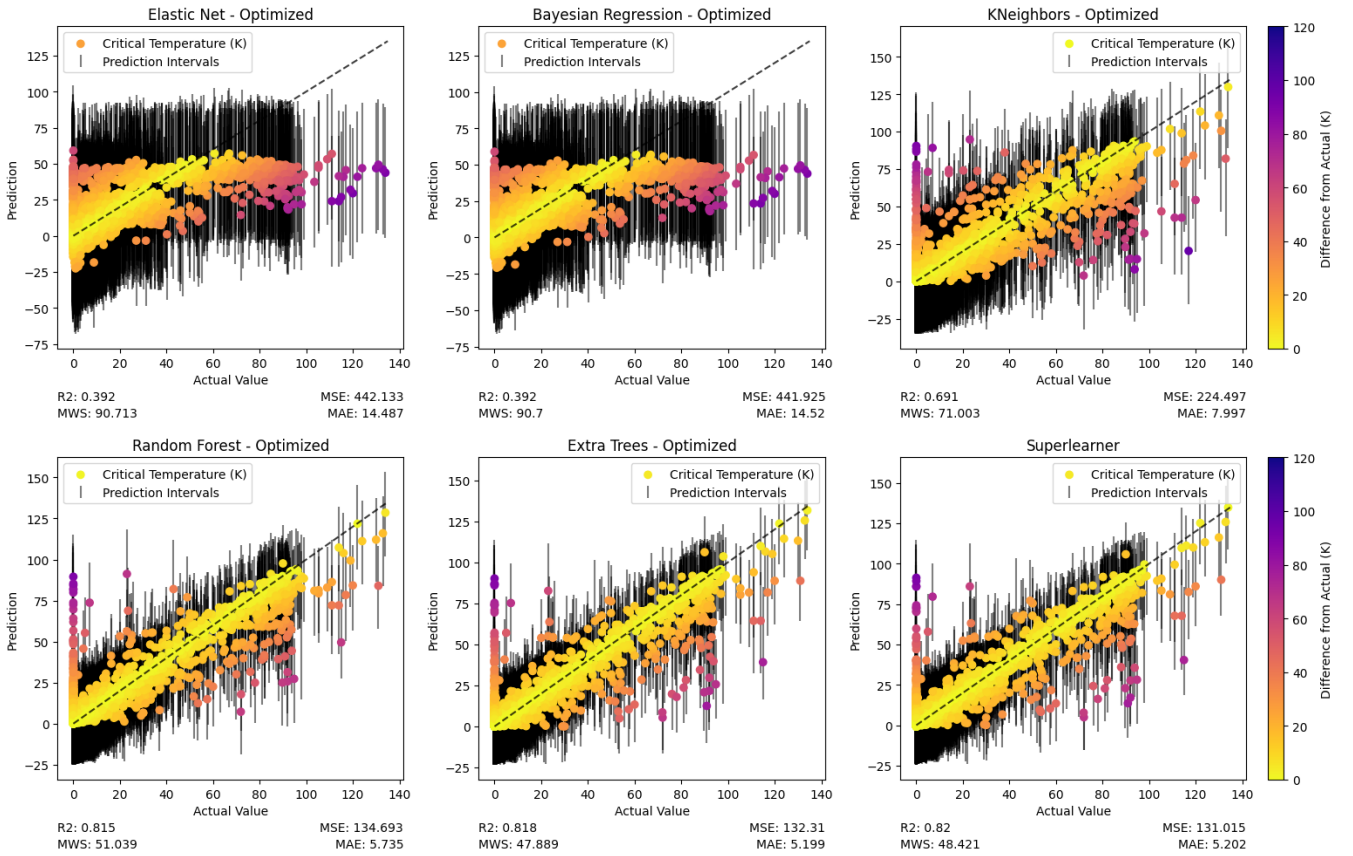 Elastic Net - Optimized
Bayesian Regression - Optimized
KNeighbors - Optimized
Critical Temperature (K)
Prediction Intervals
Critical Temperature (K)
Prediction Intervals
Critical Temperature (K)
Prediction Intervals
Prediction
125
100
75
50
25
0
−25
−50
−75
0 20 40 60 80 100 120 140
Actual Value
R2: 0.392 MSE: 442.133
MWS: 90.713 MAE: 14.487
Prediction
125
100
75
50
25
0
−25
−50
−75
0 20 40 60 80 100 120 140
Actual Value
R2: 0.392 MSE: 441.925
MWS: 90.7 MAE: 14.52
Prediction
150
125
100
75
50
25
0
−25
0 20 40 60 80 100 120 140
Actual Value
R2: 0.691 MSE: 224.497
MWS: 71.003 MAE: 7.997
120
100
80
60
40
20
0
Difference from Actual (K)
Random Forest - Optimized
Extra Trees - Optimized
Superlearner
Critical Temperature (K)
Prediction Intervals
Critical Temperature (K)
Prediction Intervals
Critical Temperature (K)
Prediction Intervals
Prediction
150
125
100
75
50
25
0
−25
0 20 40 60 80 100 120 140
Actual Value
R2: 0.815 MSE: 134.693
MWS: 51.039 MAE: 5.735
Prediction
150
125
100
75
50
25
0
−25
0 20 40 60 80 100 120 140
Actual Value
R2: 0.818 MSE: 132.31
MWS: 47.889 MAE: 5.199
Prediction
150
125
100
75
50
25
0
−25
0 20 40 60 80 100 120 140
Actual Value
R2: 0.82 MSE: 131.015
MWS: 48.421 MAE: 5.202
120
100
80
60
40
20
0
Difference from Actual (K)